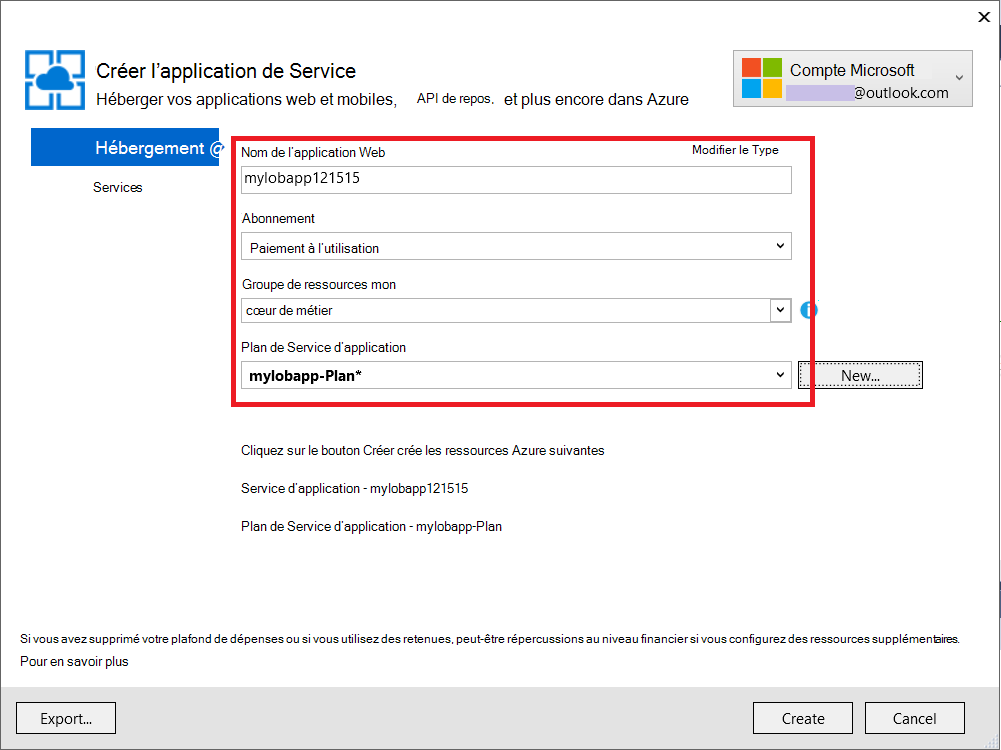 Créer l'application de Service
Héberger vos applications web et mobiles, API de repos. et plus encore dans Azure
Compte Microsoft
@outlook.com
Hébergement @
Services
Nom de l'application Web
Modifier le Type
mylobapp121515
Abonnement
Paiement à l'utilisation
Groupe de ressources mon
cœur de métier
Plan de Service d'application
mylobapp-Plan*
New...
Cliquez sur le bouton Créer crée les ressources Azure suivantes
Service d'application - mylobapp121515
Plan de Service d'application - mylobapp-Plan
Si vous avez supprimé votre plafond de dépenses ou si vous utilisez des retenues, peut-être répercussions au niveau financier si vous configurez des ressources supplémentaires.
Pour en savoir plus
Export...
Create
Cancel